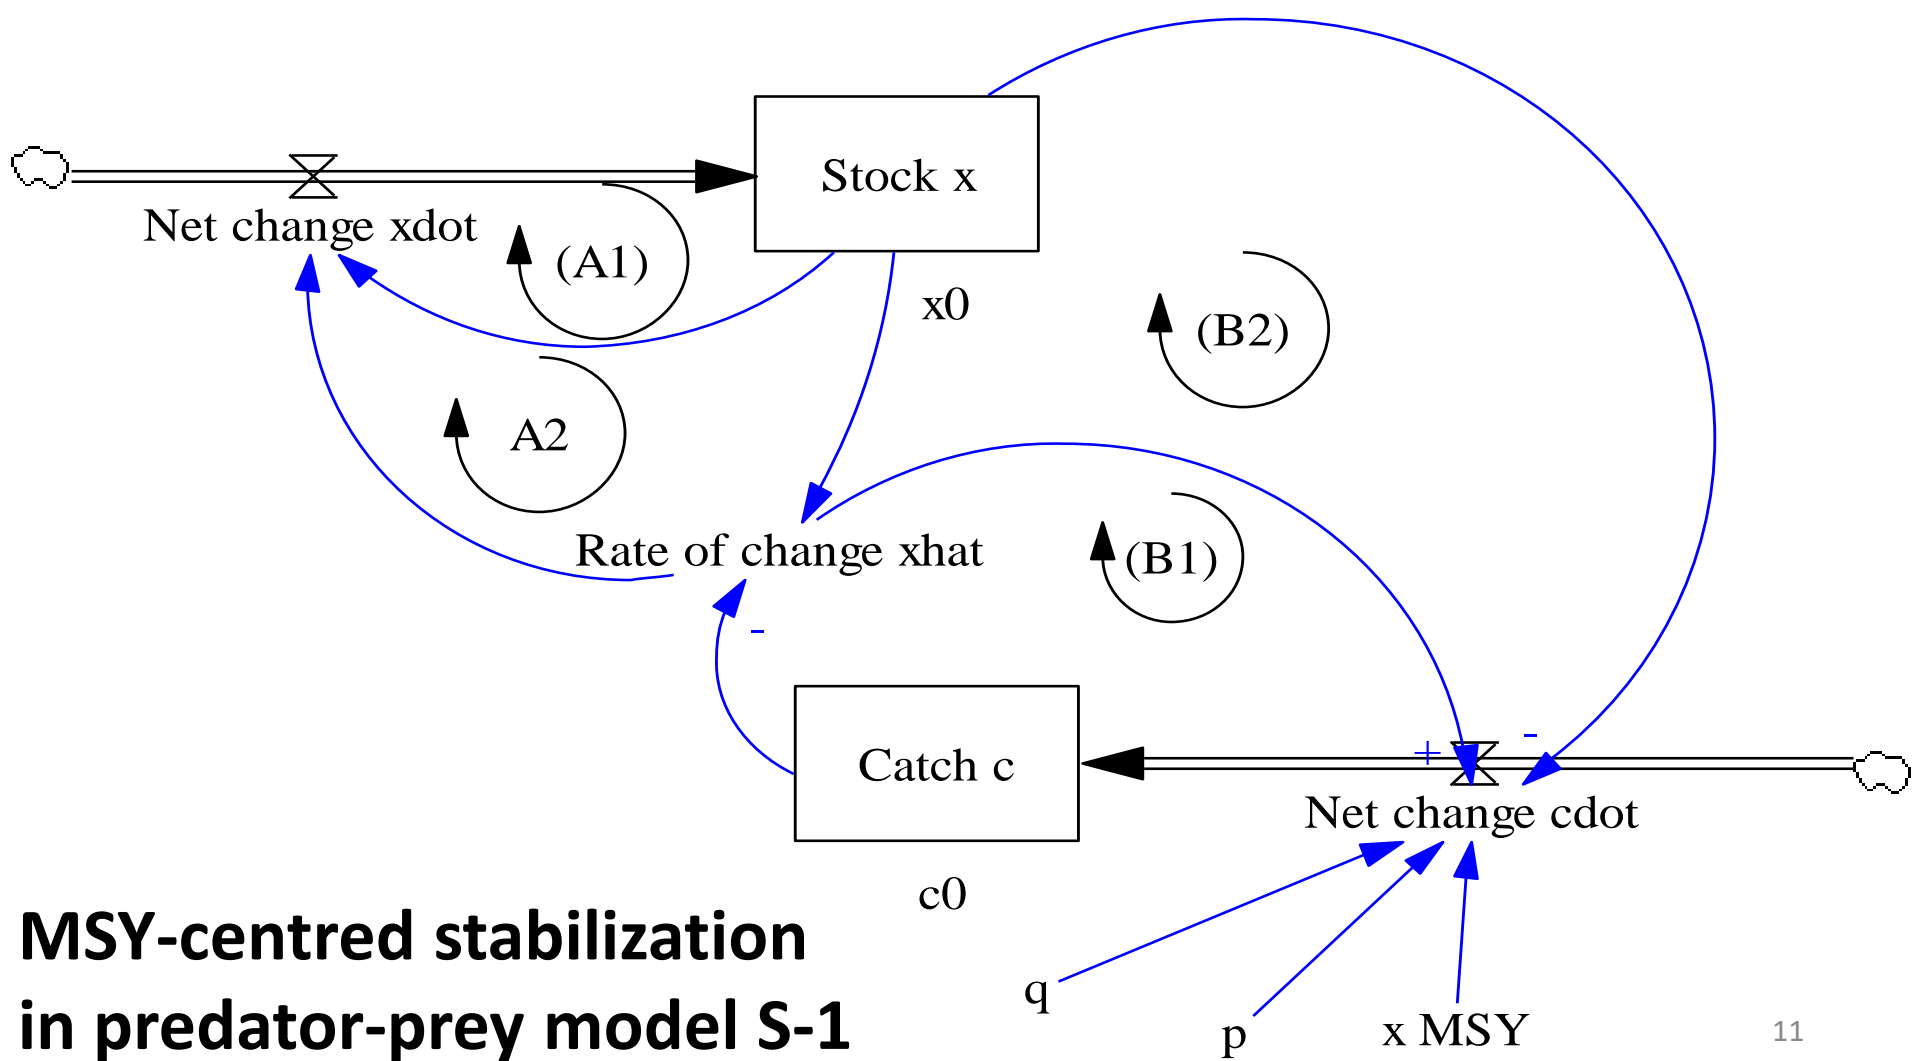 Stock x
Net change xdot
(A1)
x0
(B2)
A2
Rate of change xhat
(B1)
-
+
-
Catch c
Net change cdot
c0
q
p
x MSY
MSY-centred stabilization
in predator-prey model S-1
11